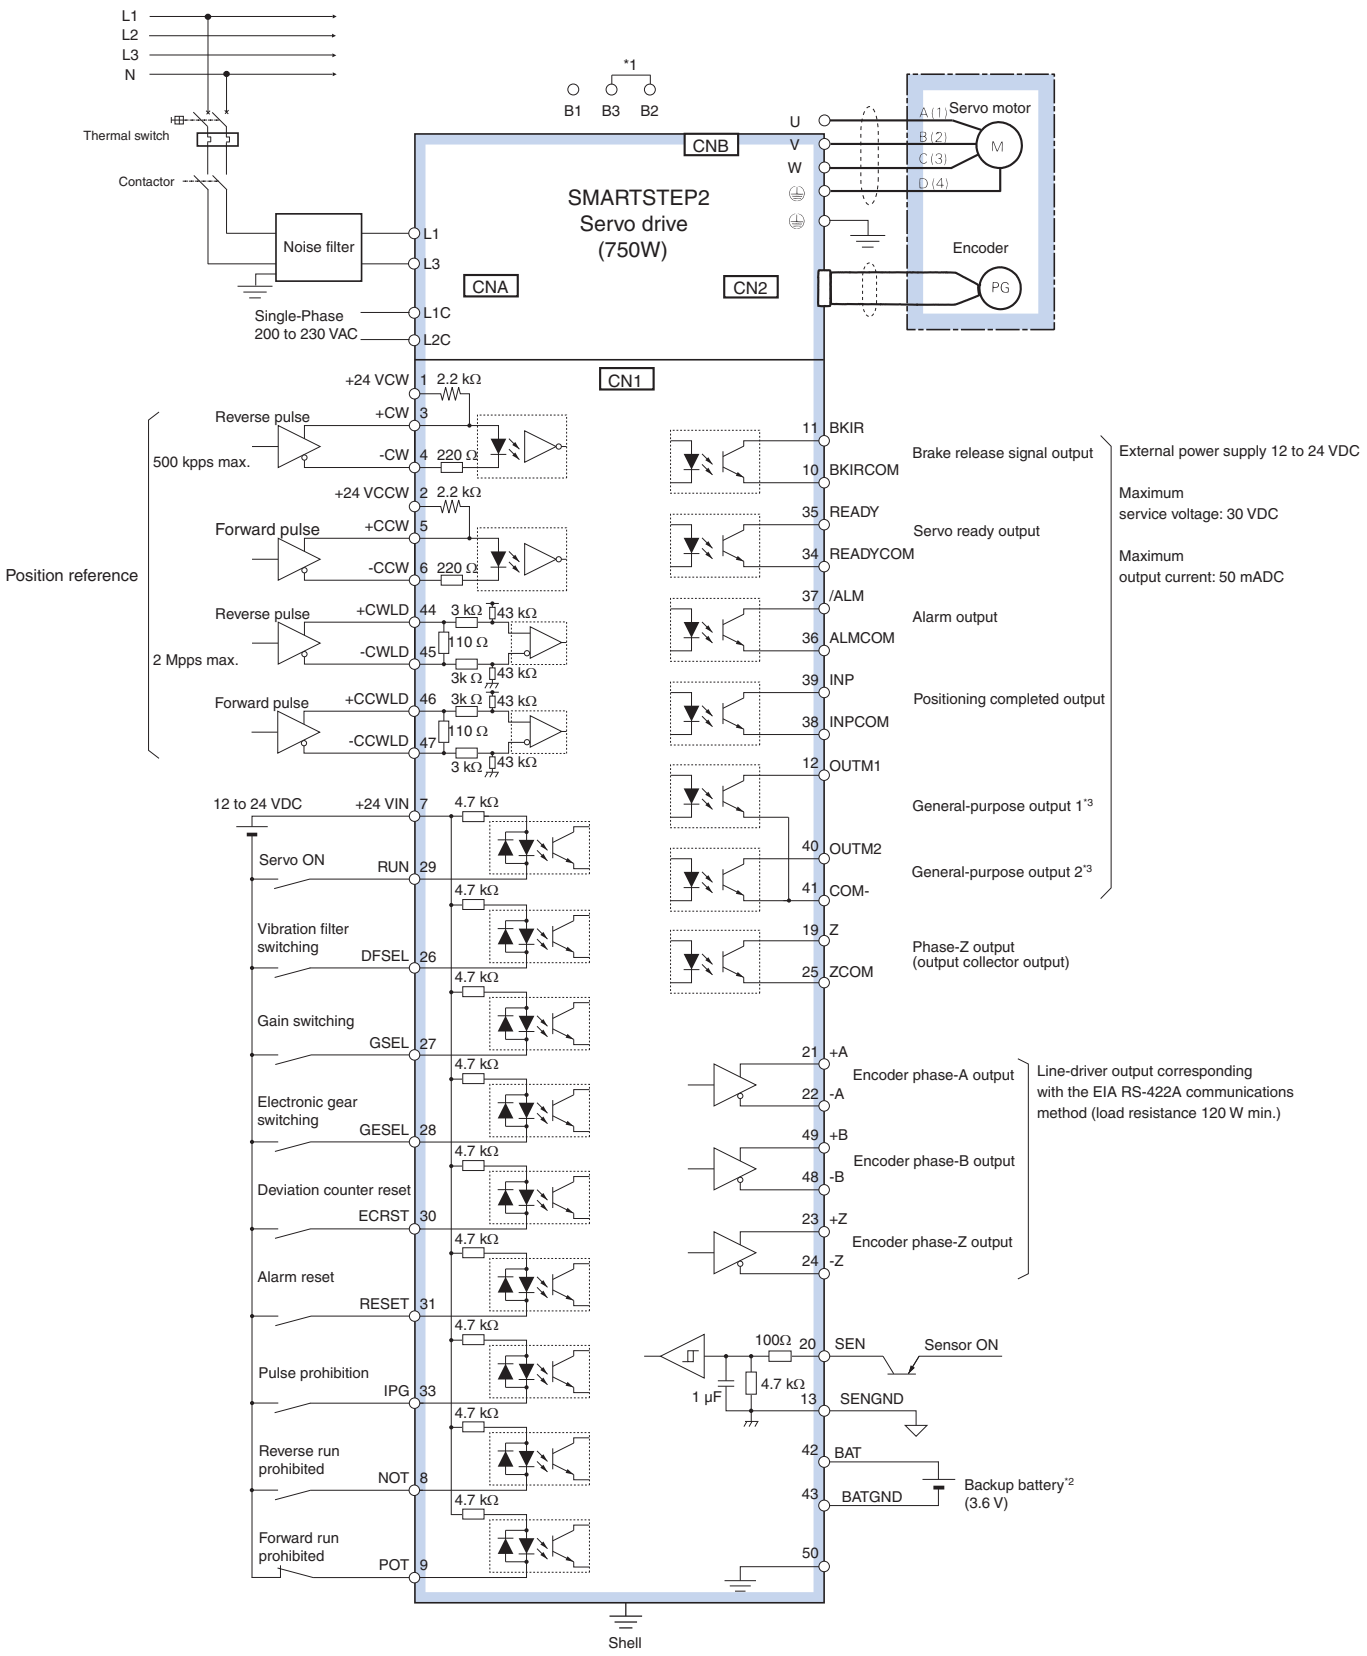 L1
L2
L3
N
Thermal switch
Contactor
Noise filter
L1
L3
Single-Phase
200 to 230 VAC
L1C
L2C
*1
B1 B3 B2
CNB
SMARTSTEP2
Servo drive
(750W)
CNA
CN2
U
V
W
A (1)
B (2)
C (3)
D (4)
Servo motor
M
Encoder
PG
CN1
Position reference
500 kpps max.
2 Mpps max.
+24 VCW 1 2.2 kΩ
Reverse pulse
+CW 3
-CW 4 220 Ω
+24 VCCW 2 2.2 kΩ
Forward pulse
+CCW 5
-CCW 6 220 Ω
Reverse pulse
+CWLD 44 3 kΩ 43 kΩ
110 Ω
-CWLD 45
3k Ω 43 kΩ
Forward pulse
+CCWLD 46 3k Ω 43 kΩ
110 Ω
-CCWLD 47
3 kΩ 43 kΩ
12 to 24 VDC +24 VIN 7 4.7 kΩ
Servo ON
RUN 29
4.7 kΩ
Vibration filter
switching
DFSEL 26
4.7 kΩ
Gain switching
GSEL 27
4.7 kΩ
Electronic gear
switching
GESEL 28
4.7 kΩ
Deviation counter reset
ECRST 30
4.7 kΩ
Alarm reset
RESET 31
4.7 kΩ
Pulse prohibition
IPG 33
4.7 kΩ
Reverse run
prohibited
NOT 8
4.7 kΩ
Forward run
prohibited
POT 9
11 BKIR
Brake release signal output
10 BKIRCOM
35 READY
Servo ready output
34 READYCOM
37 /ALM
Alarm output
36 ALMCOM
39 INP
Positioning completed output
38 INPCOM
12 OUTM1
General-purpose output 1*3
40 OUTM2
General-purpose output 2*3
41 COM-
19 Z
Phase-Z output
(output collector output)
25 ZCOM
External power supply 12 to 24 VDC
Maximum
service voltage: 30 VDC
Maximum
output current: 50 mADC
21 +A
Encoder phase-A output
22 -A
49 +B
Encoder phase-B output
48 -B
23 +Z
Encoder phase-Z output
24 -Z
Line-driver output corresponding
with the EIA RS-422A communications
method (load resistance 120 W min.)
100Ω 20 SEN
Sensor ON
1 µF 4.7 kΩ
13 SENGND
42 BAT
43 BATGND
Backup battery*2
(3.6 V)
50
Shell